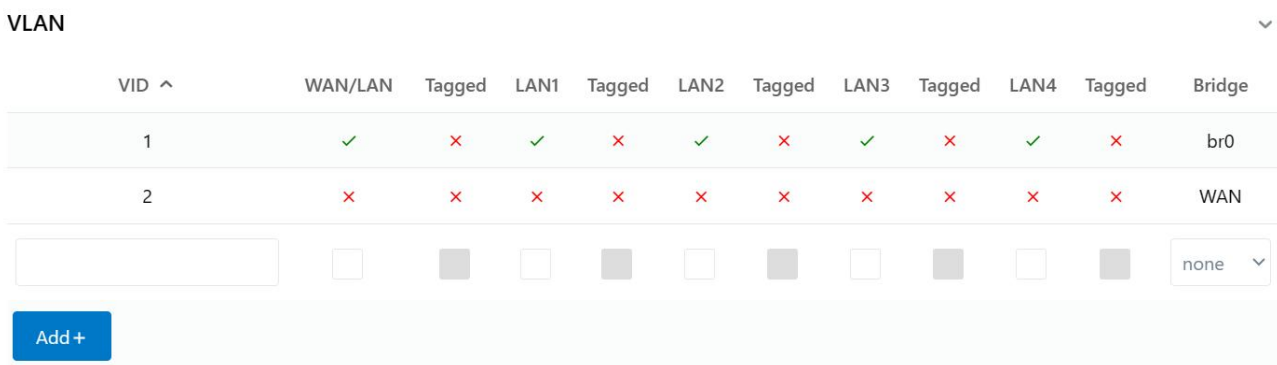 VLAN
VID WAN/LAN Tagged LAN1 Tagged LAN2 Tagged LAN3 Tagged LAN4 Tagged Bridge
1 ✓ ✕ ✓ ✕ ✓ ✕ ✓ ✕ ✓ ✕ br0
2 ✕ ✕ ✕ ✕ ✕ ✕ ✕ ✕ ✕ ✕ WAN
none
Add+